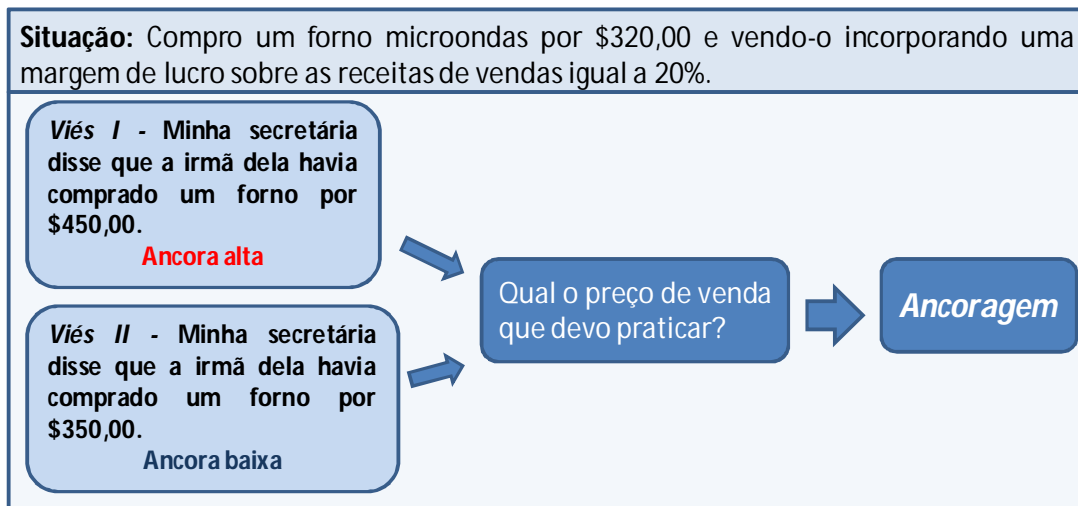 Situação: Compro um forno microondas por $320,00 e vendo-o incorporando uma
margem de lucro sobre as receitas de vendas igual a 20%.
Viés I - Minha secretária
disse que a irmã dela havia
comprado um forno por
$450,00.
Ancora alta
Viés II - Minha secretária
disse que a irmã dela havia
comprado um forno por
$350,00.
Ancora baixa
Qual o preço de venda
que devo praticar?
Ancoragem